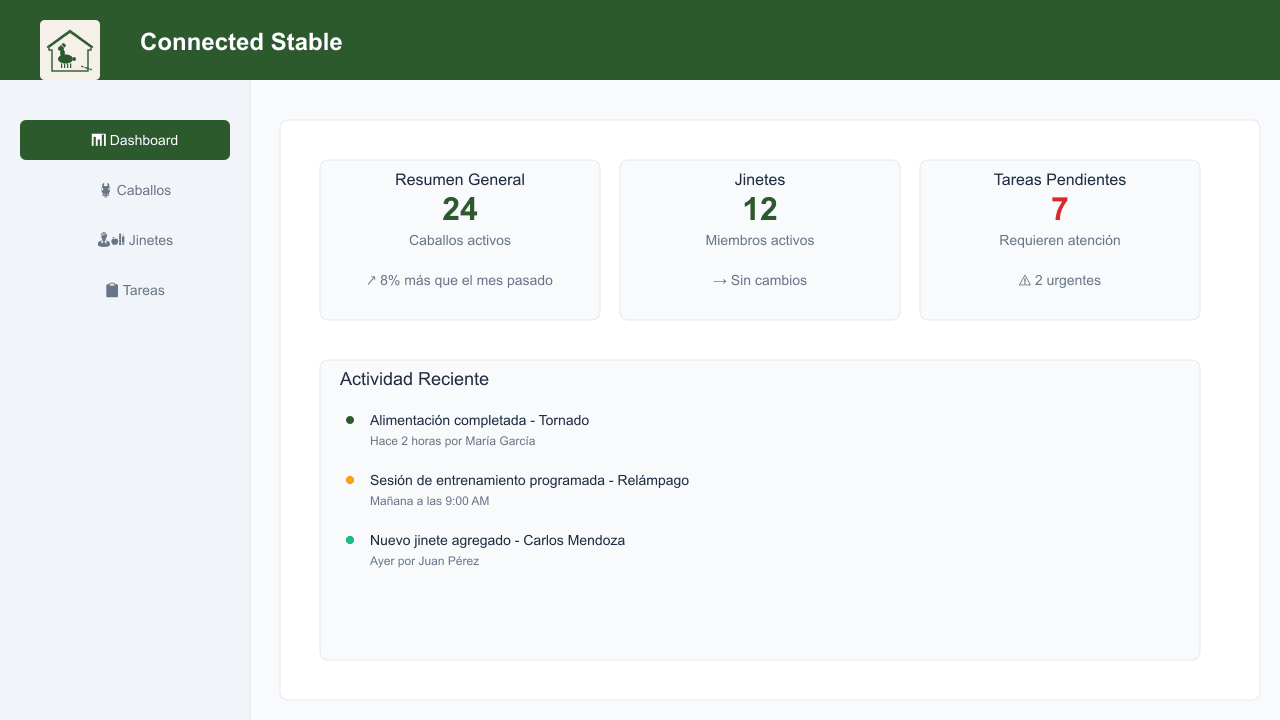 Connected Stable
Dashboard
Caballos
Jinetes
Tareas
Resumen General
24
Caballos activos
↗ 8% más que el mes pasado
Jinetes
12
Miembros activos
→ Sin cambios
Tareas Pendientes
7
Requieren atención
⚠ 2 urgentes
Actividad Reciente
Alimentación completada - Tornado
Hace 2 horas por María García
Sesión de entrenamiento programada - Relámpago
Mañana a las 9:00 AM
Nuevo jinete agregado - Carlos Mendoza
Ayer por Juan Pérez